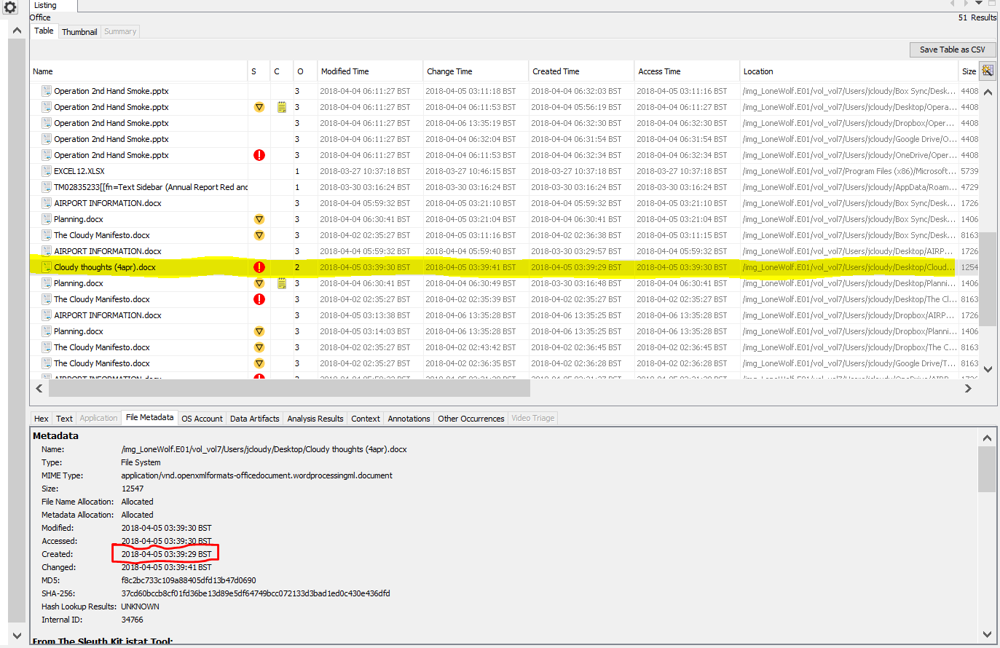 Listing
Office
51 Results
Table Thumbnail Summary
Save Table as CSV
Name S C O Modified Time Change Time Created Time Access Time Location Size
Operation 2nd Hand Smoke.pptx 3 2018-04-04 06:11:27 BST 2018-04-05 03:11:18 BST 2018-04-04 06:32:03 BST 2018-04-05 03:11:16 BST /img_LoneWolf.E01/vol_vol7/Users/jcloudy/Box Sync/Desk... 4408
Operation 2nd Hand Smoke.pptx 3 2018-04-04 06:11:27 BST 2018-04-04 06:11:53 BST 2018-04-04 05:56:19 BST 2018-04-04 06:11:27 BST /img_LoneWolf.E01/vol_vol7/Users/jcloudy/Desktop/Opera... 4408
Operation 2nd Hand Smoke.pptx 3 2018-04-04 06:11:27 BST 2018-04-06 13:35:19 BST 2018-04-04 06:32:30 BST 2018-04-04 06:32:30 BST /img_LoneWolf.E01/vol_vol7/Users/jcloudy/Dropbox/Oper... 4408
Operation 2nd Hand Smoke.pptx 3 2018-04-04 06:11:27 BST 2018-04-04 06:32:04 BST 2018-04-04 06:31:54 BST 2018-04-04 06:31:54 BST /img_LoneWolf.E01/vol_vol7/Users/jcloudy/Google Drive/O... 4408
Operation 2nd Hand Smoke.pptx 3 2018-04-04 06:11:27 BST 2018-04-04 06:11:53 BST 2018-04-04 06:32:34 BST 2018-04-04 06:32:34 BST /img_LoneWolf.E01/vol_vol7/Users/jcloudy/OneDrive/Oper... 4408
EXCEL12.XLSX 1 2018-03-27 10:37:18 BST 2018-03-27 10:46:15 BST 2018-03-27 10:37:18 BST 2018-03-27 10:37:18 BST /img_LoneWolf.E01/vol_vol7/Program Files (x86)/Microsoft... 5739
TM02835233[[fn=Text Sidebar (Annual Report Red and 1 2018-03-30 03:16:24 BST 2018-03-30 03:16:24 BST 2018-03-30 03:16:24 BST 2018-03-30 03:16:24 BST /img_LoneWolf.E01/vol_vol7/Users/jcloudy/AppData/Roam... 4729
AIRPORT INFORMATION.docx 3 2018-04-04 05:59:32 BST 2018-04-05 03:21:10 BST 2018-04-04 05:59:32 BST 2018-04-05 03:21:10 BST /img_LoneWolf.E01/vol_vol7/Users/jcloudy/Box Sync/Desk... 1726
Planning.docx 3 2018-04-04 06:30:41 BST 2018-04-05 03:21:04 BST 2018-04-04 06:30:41 BST 2018-04-05 03:21:04 BST /img_LoneWolf.E01/vol_vol7/Users/jcloudy/Box Sync/Desk... 1406
The Cloudy Manifesto.docx 3 2018-04-02 02:35:27 BST 2018-04-05 03:11:16 BST 2018-04-02 02:36:38 BST 2018-04-05 03:11:15 BST /img_LoneWolf.E01/vol_vol7/Users/jcloudy/Box Sync/Desk... 8163
AIRPORT INFORMATION.docx 3 2018-04-04 05:59:32 BST 2018-04-04 05:59:40 BST 2018-03-30 03:29:57 BST 2018-04-04 05:59:32 BST /img_LoneWolf.E01/vol_vol7/Users/jcloudy/Desktop/AIRP... 1726
Cloudy thoughts (4apr).docx 2 2018-04-05 03:39:30 BST 2018-04-05 03:39:41 BST 2018-04-05 03:39:29 BST 2018-04-05 03:39:30 BST /img_LoneWolf.E01/vol_vol7/Users/jcloudy/Desktop/Cloud... 1254
Planning.docx 3 2018-04-04 06:30:41 BST 2018-04-04 06:30:49 BST 2018-03-30 03:16:48 BST 2018-04-04 06:30:41 BST /img_LoneWolf.E01/vol_vol7/Users/jcloudy/Desktop/Planni... 1406
The Cloudy Manifesto.docx 3 2018-04-02 02:35:27 BST 2018-04-02 02:35:39 BST 2018-04-02 02:35:27 BST 2018-04-02 02:35:27 BST /img_LoneWolf.E01/vol_vol7/Users/jcloudy/Desktop/The Cl... 8163
AIRPORT INFORMATION.docx 3 2018-04-05 03:13:38 BST 2018-04-06 13:35:28 BST 2018-04-06 13:35:25 BST 2018-04-06 13:35:28 BST /img_LoneWolf.E01/vol_vol7/Users/jcloudy/Dropbox/AIRP... 1726
Planning.docx 3 2018-04-05 03:14:03 BST 2018-04-06 13:35:28 BST 2018-04-06 13:35:25 BST 2018-04-06 13:35:28 BST /img_LoneWolf.E01/vol_vol7/Users/jcloudy/Dropbox/Planni... 1406
The Cloudy Manifesto.docx 3 2018-04-02 02:35:27 BST 2018-04-02 02:43:42 BST 2018-04-02 02:36:45 BST 2018-04-02 02:36:45 BST /img_LoneWolf.E01/vol_vol7/Users/jcloudy/Dropbox/The C... 8163
The Cloudy Manifesto.docx 3 2018-04-02 02:35:27 BST 2018-04-02 02:36:35 BST 2018-04-02 02:36:28 BST 2018-04-02 02:36:28 BST /img_LoneWolf.E01/vol_vol7/Users/jcloudy/Google Drive/T... 8163
Hex Text Application File Metadata OS Account Data Artifacts Analysis Results Context Annotations Other Occurrences Video Triage
Metadata
Name: /img_LoneWolf.E01/vol_vol7/Users/jcloudy/Desktop/Cloudy thoughts (4apr).docx
Type: File System
MIME Type: application/vnd.openxmlformats-officedocument.wordprocessingml.document
Size: 12547
File Name Allocation: Allocated
Metadata Allocation: Allocated
Modified: 2018-04-05 03:39:30 BST
Accessed: 2018-04-05 03:39:30 BST
Created: 2018-04-05 03:39:29 BST
Changed: 2018-04-05 03:39:41 BST
MD5: f8c2bc733c109a88405dfd13b47d0690
SHA-256: 37cd60bccb8cf01fd36be13d89e5df64749bcc072133d3bad1ed0c430e436dfd
Hash Lookup Results: UNKNOWN
Internal ID: 34766
From The Sleuth Kit istat Tool: